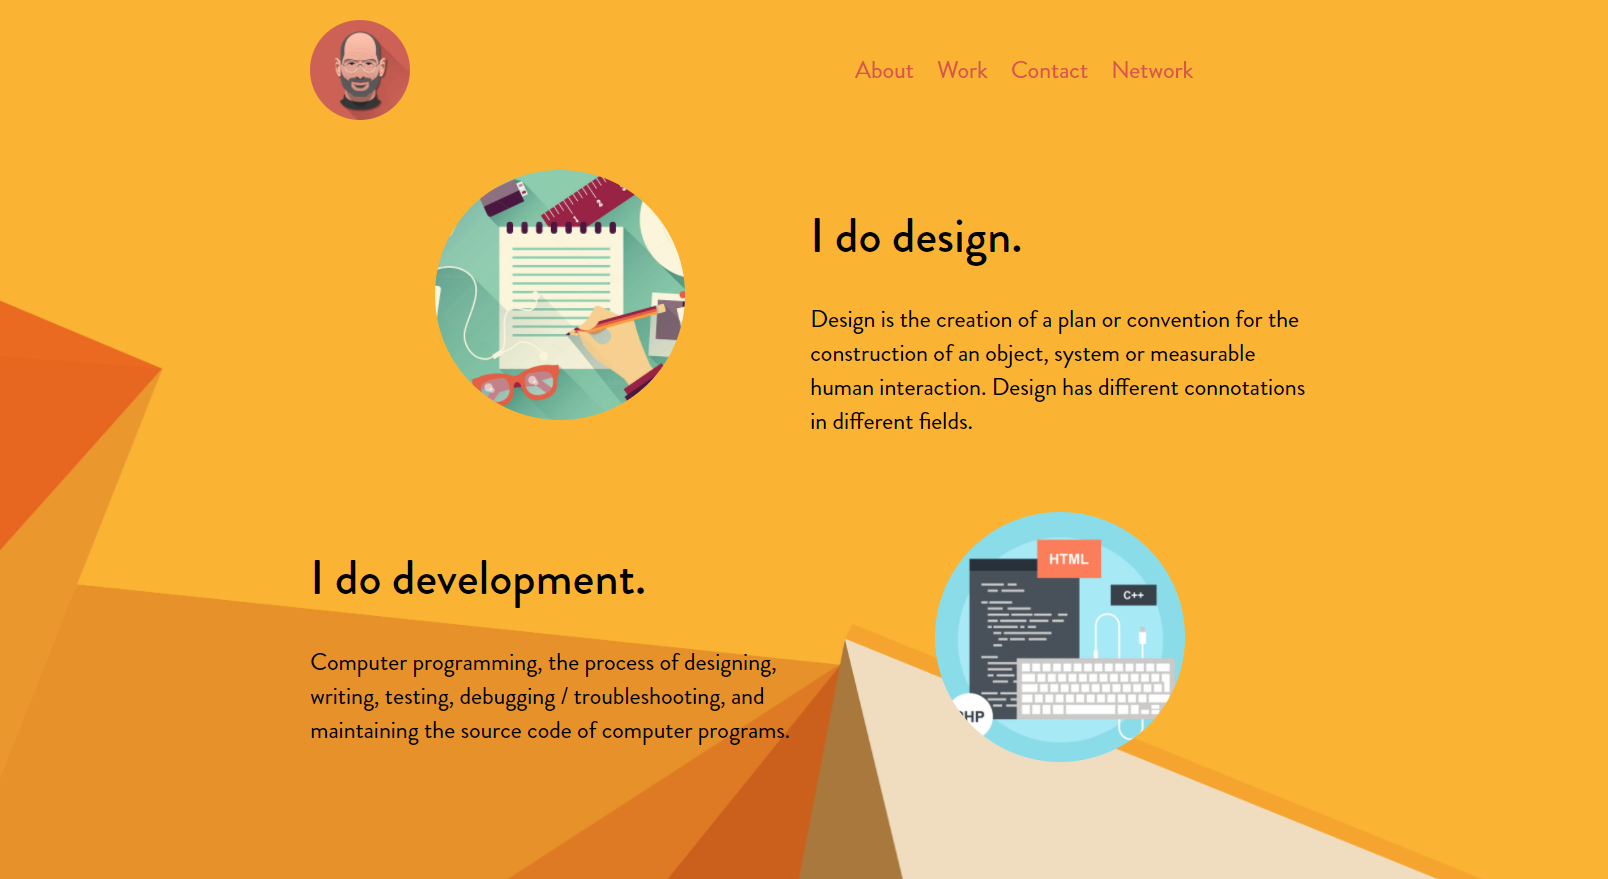 About Work Contact Network
I do design.
Design is the creation of a plan or convention for the
construction of an object, system or measurable
human interaction. Design has different connotations
in different fields.
I do development.
Computer programming, the process of designing,
writing, testing, debugging / troubleshooting, and
maintaining the source code of computer programs.
HTML
C++
PHP
1
2